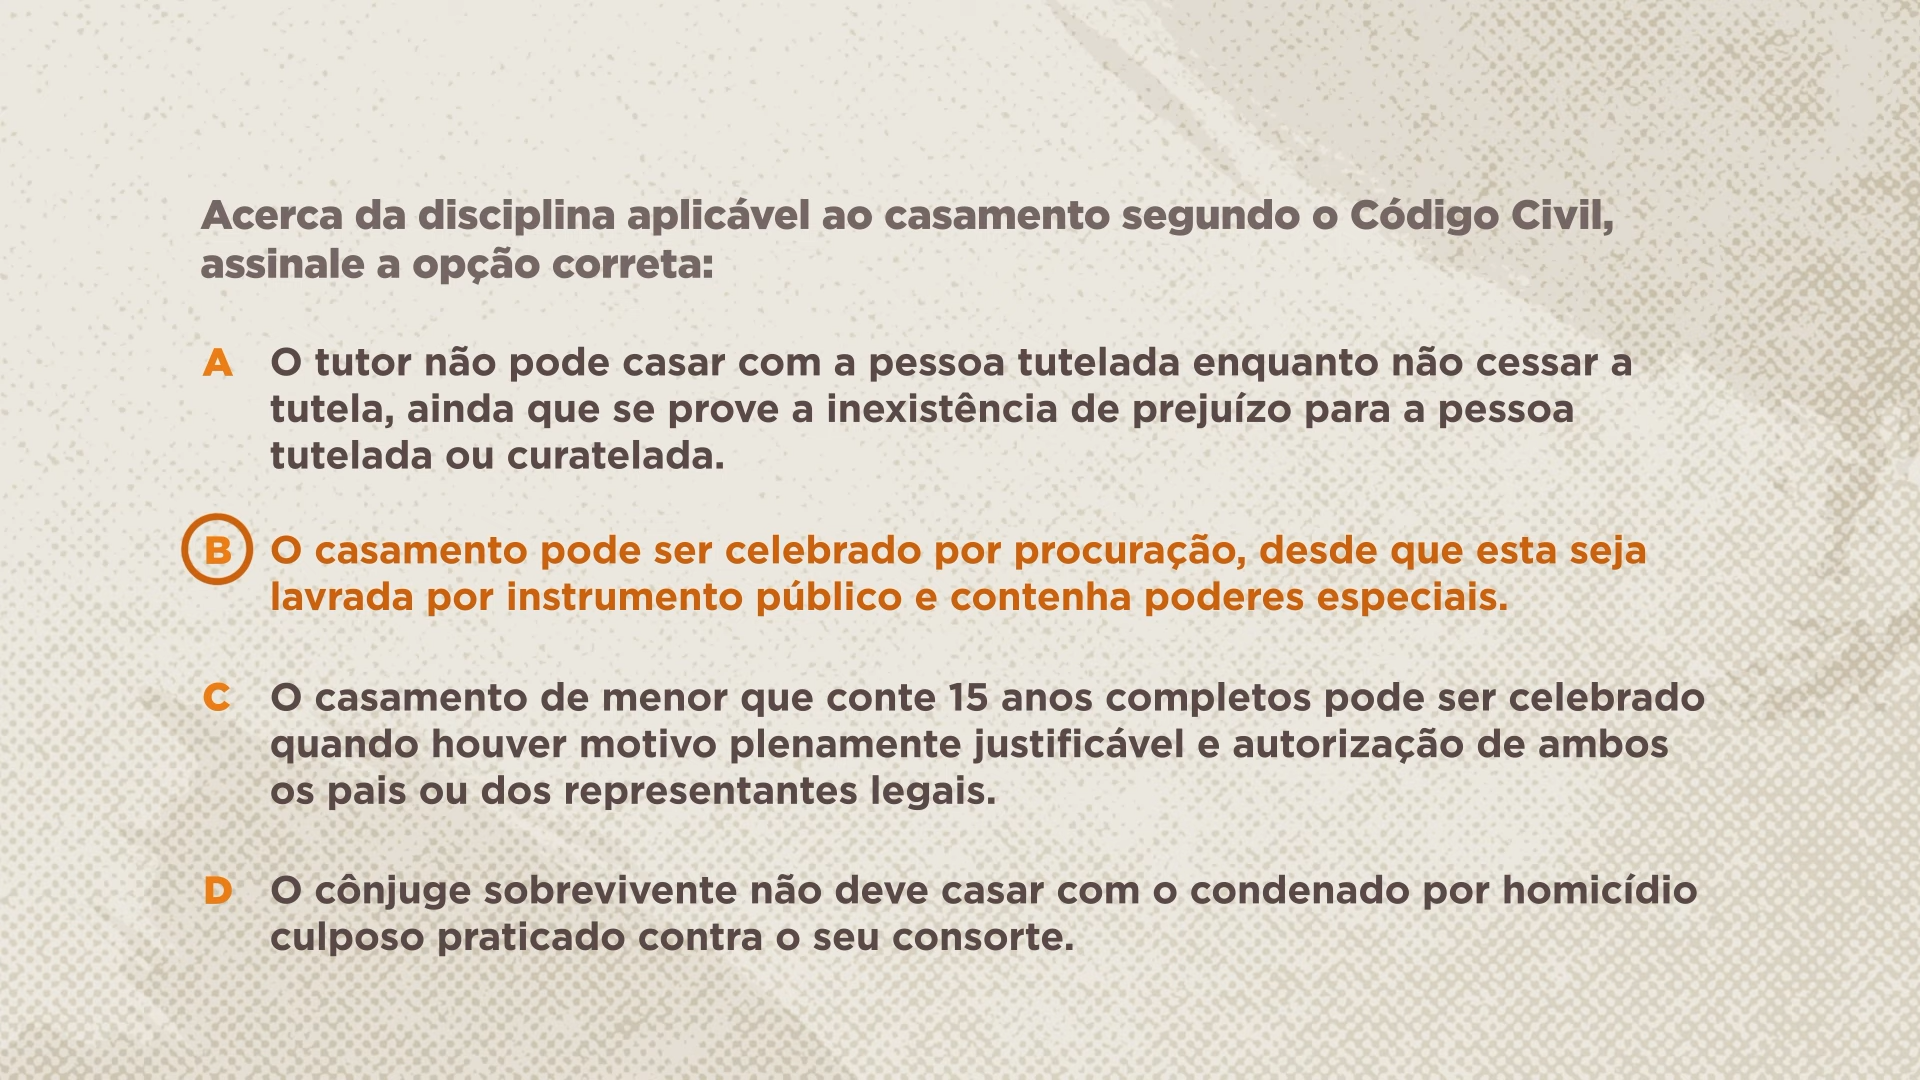 Acerca da disciplina aplicável ao casamento segundo o Código Civil,
assinale a opção correta:
A O tutor não pode casar com a pessoa tutelada enquanto não cessar a
tutela, ainda que se prove a inexistência de prejuízo para a pessoa
tutelada ou curatelada.
B O casamento pode ser celebrado por procuração, desde que esta seja
lavrada por instrumento público e contenha poderes especiais.
C O casamento de menor que conte 15 anos completos pode ser celebrado
quando houver motivo plenamente justificável e autorização de ambos
os pais ou dos representantes legais.
D O cônjuge sobrevivente não deve casar com o condenado por homicídio
culposo praticado contra o seu consorte.